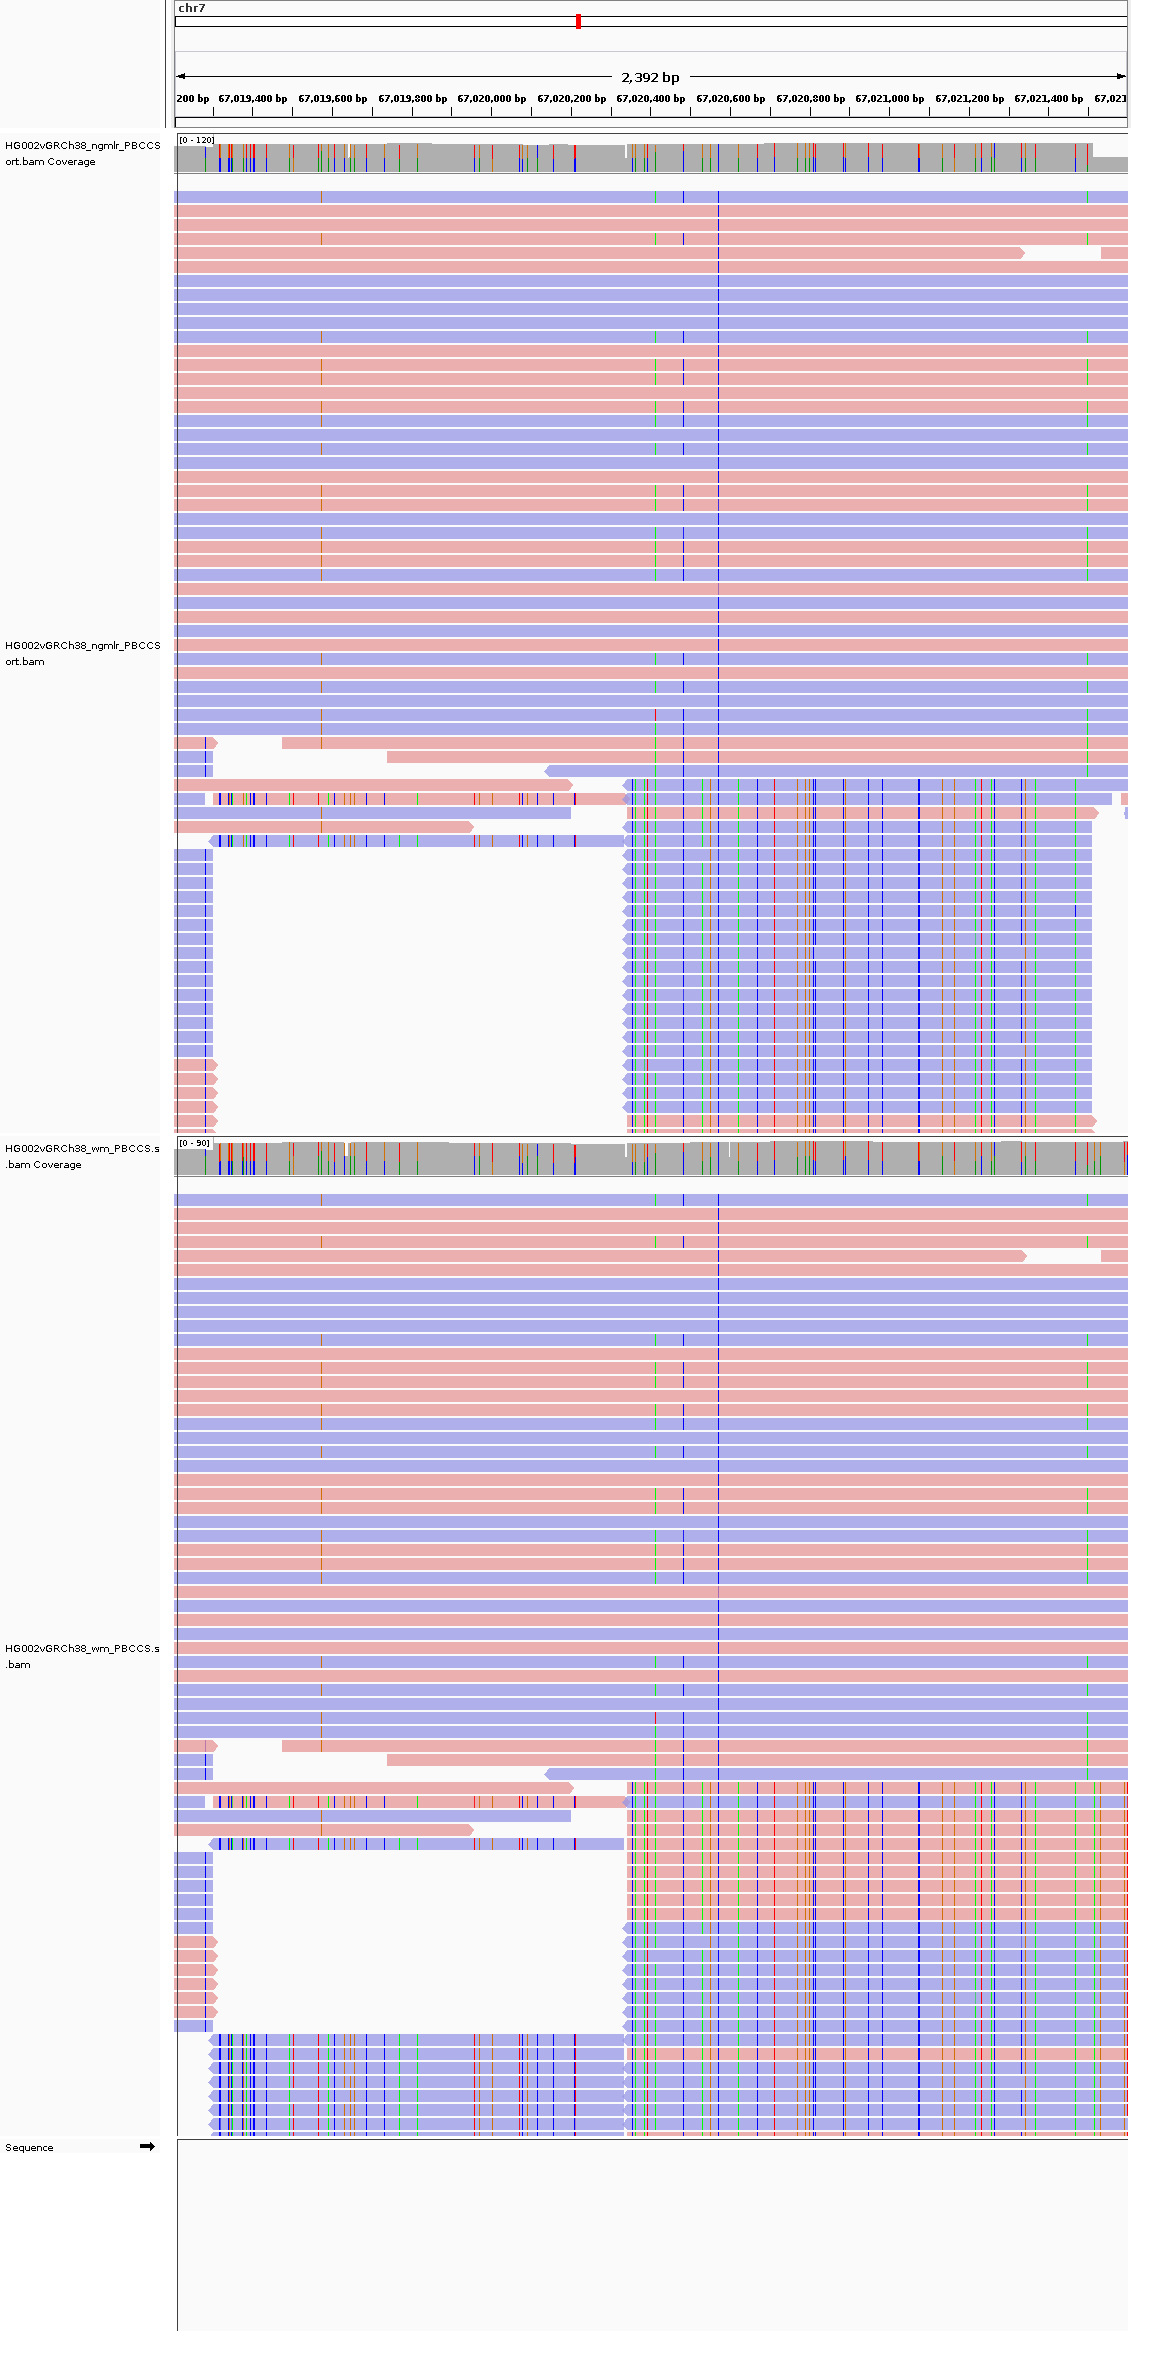 chr7
2,392 bp
200 bp 67,019,400 bp 67,019,600 bp 67,019,800 bp 67,020,000 bp 67,020,200 bp 67,020,400 bp 67,020,600 bp 67,020,800 bp 67,021,000 bp 67,021,200 bp 67,021,400 bp 67,021
HG002vGRCh38_ngmlr_PBCCS
ort.bam Coverage
[0 - 120]
HG002vGRCh38_ngmlr_PBCCS
ort.bam
HG002vGRCh38_wm_PBCCS.s
.bam Coverage
[0 - 90]
HG002vGRCh38_wm_PBCCS.s
.bam
Sequence